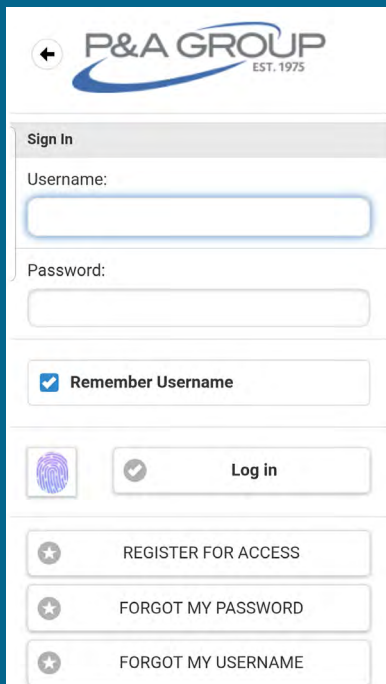 P&A GROUP
EST. 1975
Sign In
Username:
Password:
Remember Username
Log in
REGISTER FOR ACCESS
FORGOT MY PASSWORD
FORGOT MY USERNAME